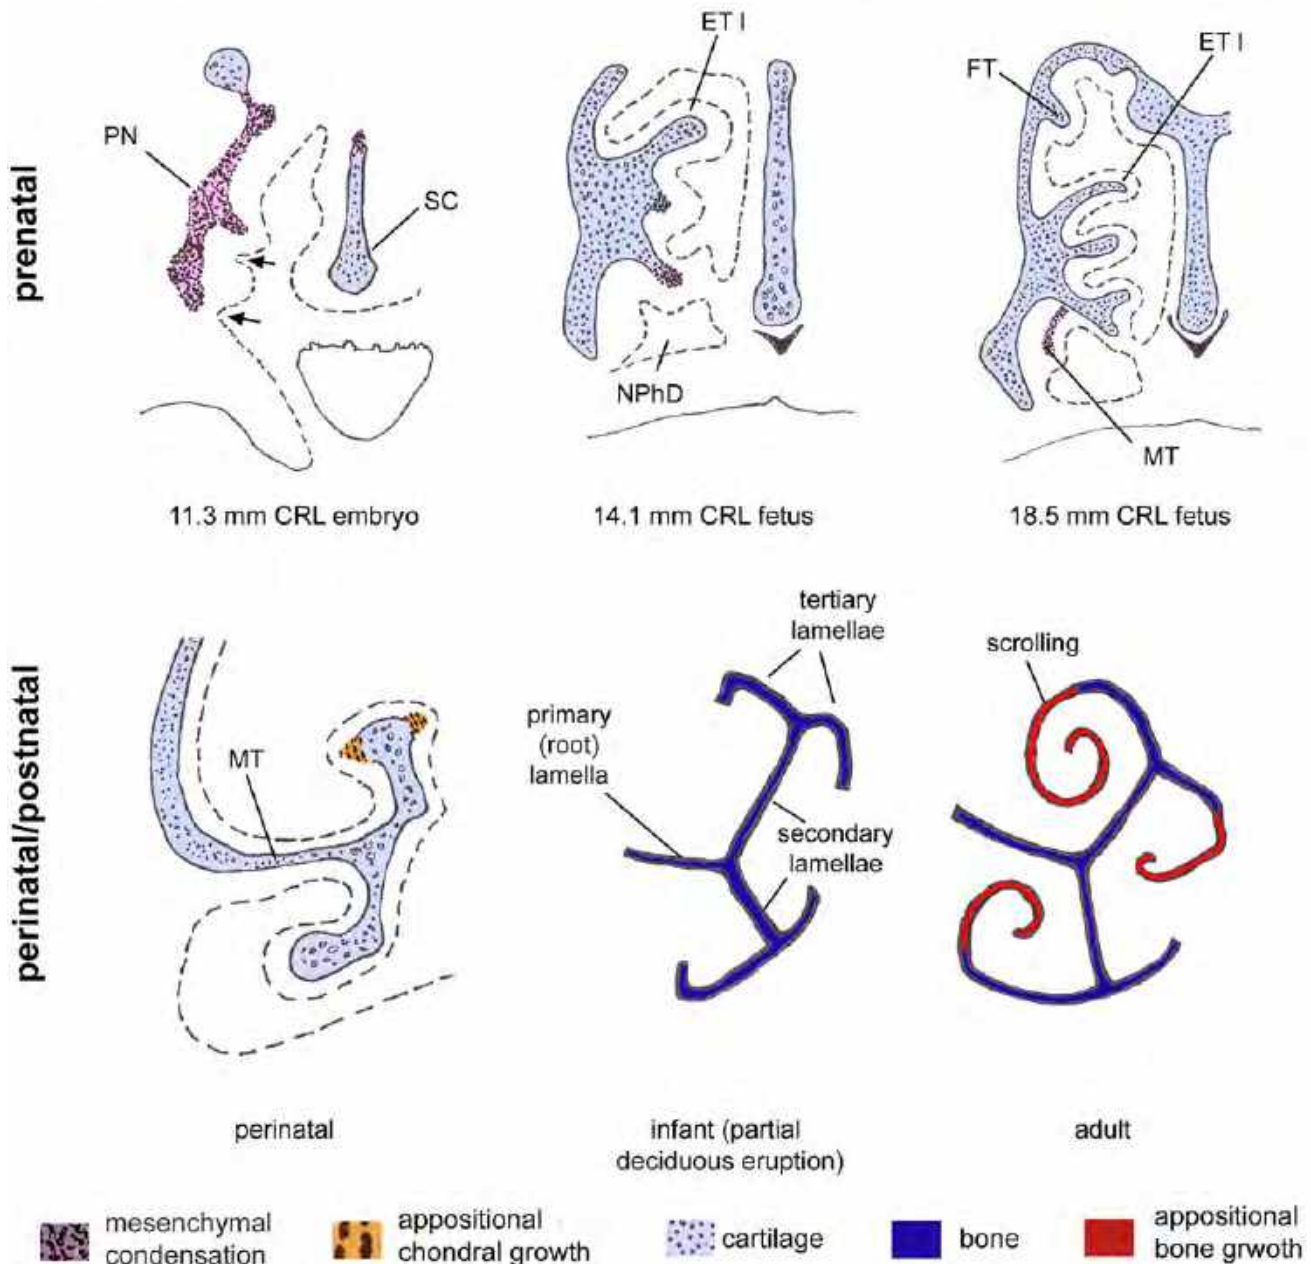 prenatal
PN
SC
11.3 mm CRL embryo
ET I
NPhD
14.1 mm CRL fetus
FT
ET I
MT
18.5 mm CRL fetus
perinatal/postnatal
MT
perinatal
primary
(root)
lamella
tertiary
lamellae
secondary
lamellae
infant (partial
deciduous eruption)
scrolling
adult
mesenchymal
condensation
appositional
chondral growth
cartilage
bone
appositional
bone grwoth